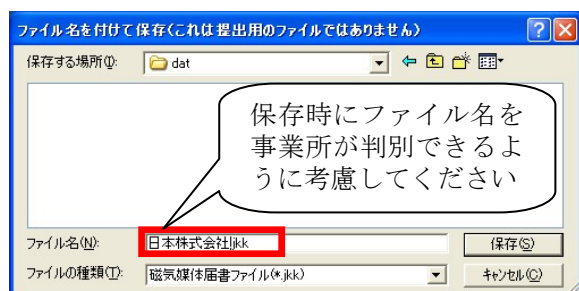 ファイル名を付けて保存(これは提出用のファイルではありません)
保存する場所(I):
dat
保存時にファイル名を
事業所が判別できるよ
うに考慮してください
ファイル名(N):
日本株式会社.jkk
保存(S)
ファイルの種類(T):
磁気媒体届書ファイル(*.jkk)
キャンセル(C)